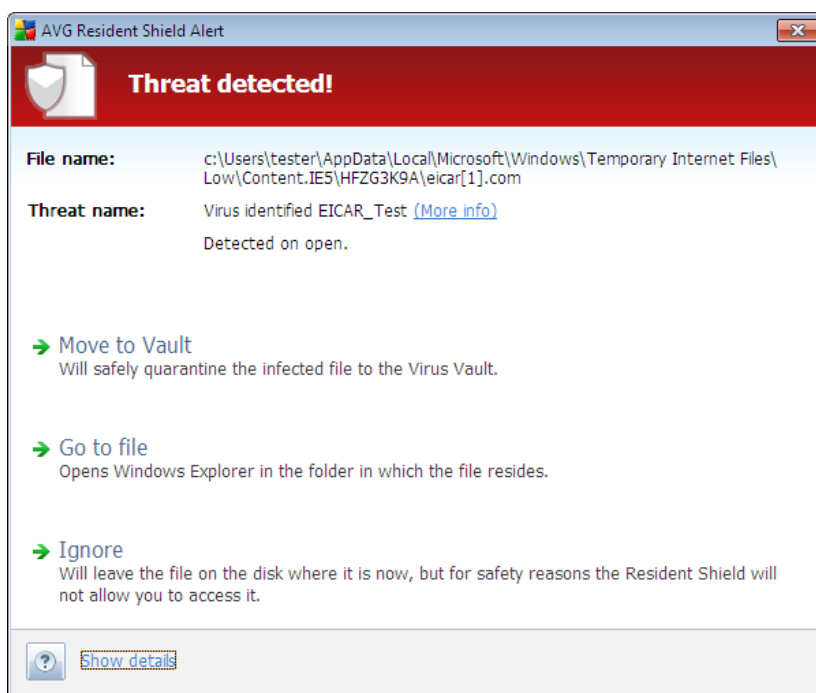 AVG Resident Shield Alert
Threat detected!
File name: c:\Users\tester\AppData\Local\Microsoft\Windows\Temporary Internet Files\
Low\Content.IE5\HFZG3K9A\eicar[1].com
Threat name: Virus identified EICAR_Test (More info)
Detected on open.
Move to Vault
Will safely quarantine the infected file to the Virus Vault.
Go to file
Opens Windows Explorer in the folder in which the file resides.
Ignore
Will leave the file on the disk where it is now, but for safety reasons the Resident Shield will
not allow you to access it.
? Show details